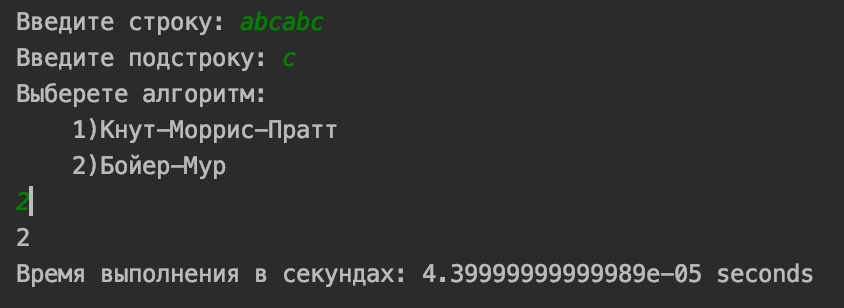 Введите строку: abcabc
Введите подстроку: c
Выберете алгоритм:
1)Кнут-Моррис-Пратт
2)Бойер-Мур
2
2
Время выполнения в секундах: 4.39999999999989e-05 seconds